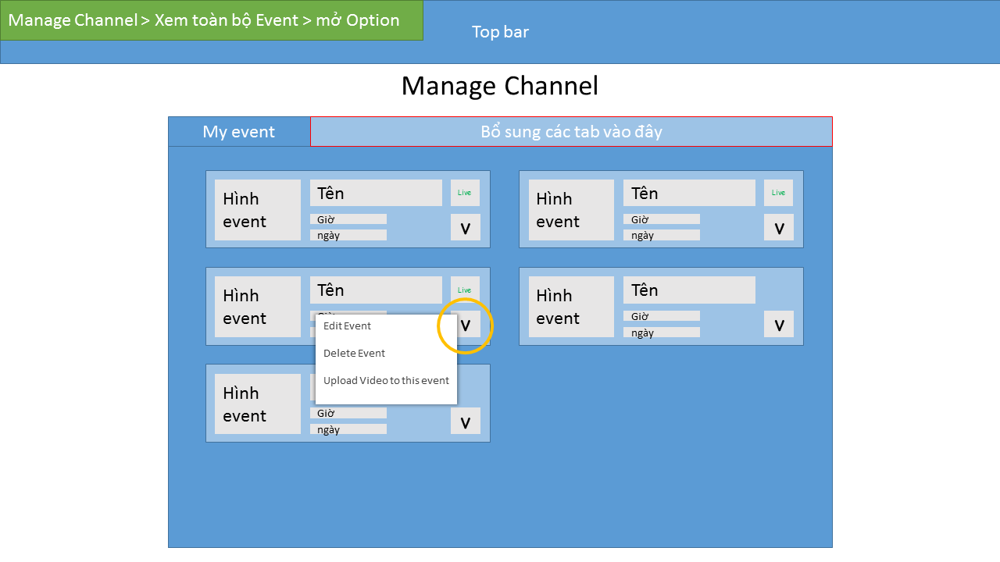 Manage Channel > Xem toàn bộ Event > mở Option
Top bar
Manage Channel
My event
Bổ sung các tab vào đây
Hình
event
Tên
Live
Giờ
ngày
V
Hình
event
Tên
Live
Giờ
ngày
V
Hình
event
Tên
Live
V
Edit Event
Delete Event
Upload Video to this event
Hình
event
Tên
Giờ
ngày
V
Hình
event
Giờ
ngày
V